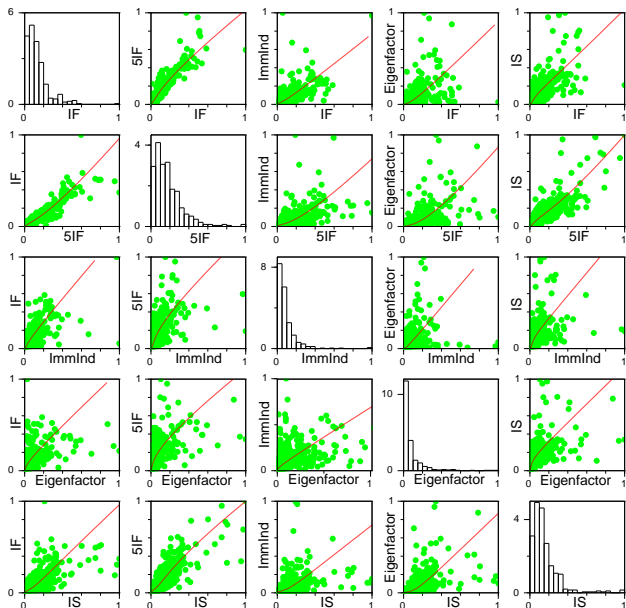 6 1 1 1 1
5IF ImmInd Eigenfactor IS
0 0 0 0 0
0 IF 1 0 IF 1 0 IF 1 0 IF 1 0 IF 1
1 4 1 1 1
IF ImmInd Eigenfactor IS
0 0 0 0 0
0 5IF 1 0 5IF 1 0 5IF 1 0 5IF 1 0 5IF 1
1 1 8 1 1
IF 5IF Eigenfactor IS
0 0 0 0 0
0 ImmInd 1 0 ImmInd 1 0 ImmInd 1 0 ImmInd 1 0 ImmInd 1
1 1 1 10 1
IF 5IF ImmInd IS
0 0 0 0 0
0 Eigenfactor 1 0 Eigenfactor 1 0 Eigenfactor 1 0 Eigenfactor 1 0 Eigenfactor 1
1 1 1 1 4
IF 5IF ImmInd Eigenfactor
0 0 0 0 0
0 IS 1 0 IS 1 0 IS 1 0 IS 1 0 IS 1